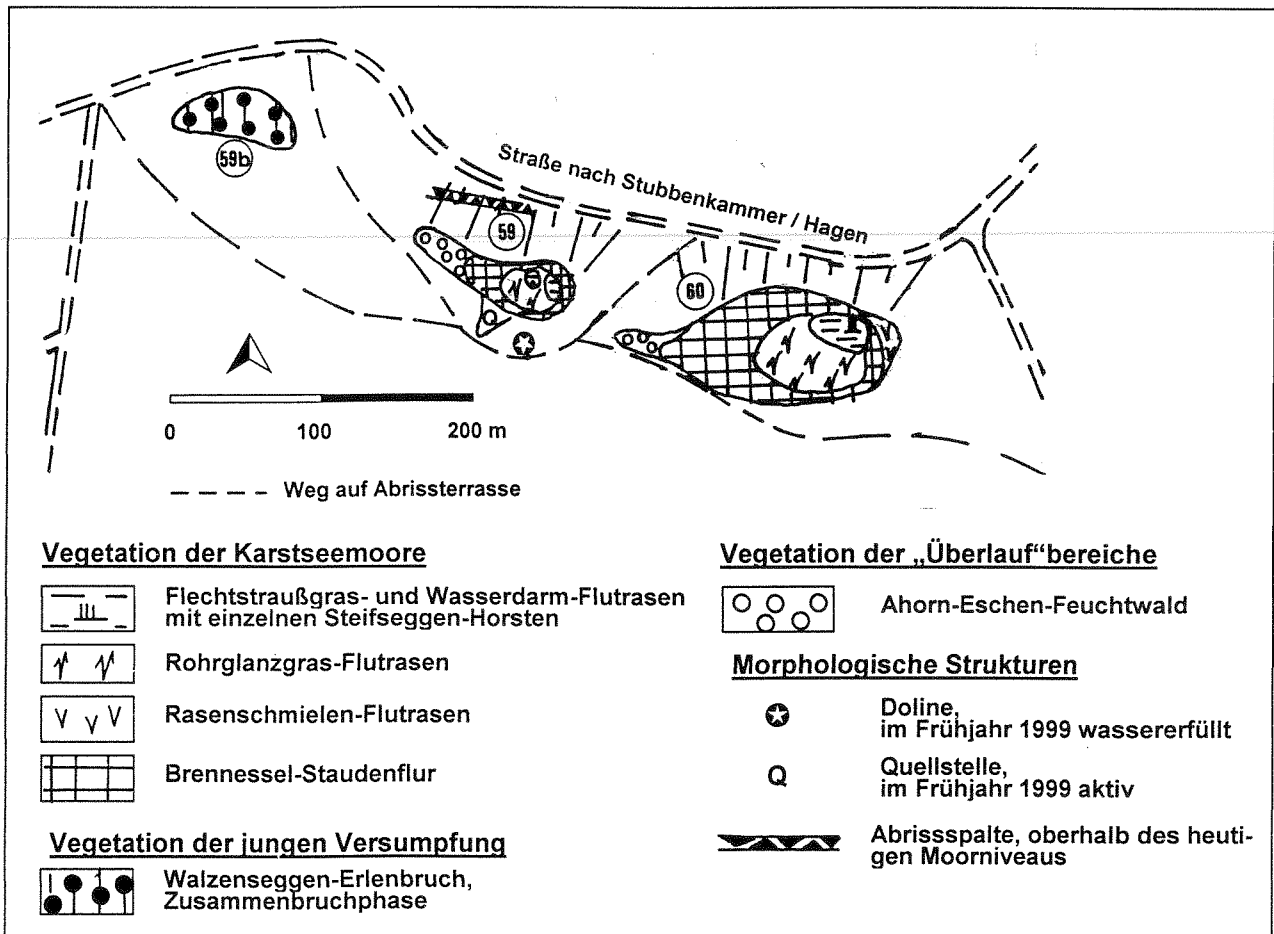 59b
Straße nach Stubbenkammer / Hagen
59
60
Q
0 100 200 m
Weg auf Abrissterrasse
Vegetation der Karstseemoore
Flechtstraußgras- und Wasserdarm-Flutrasen
mit einzelnen Steifseggen-Horsten
Rohrglanzgras-Flutrasen
Rasenschmielen-Flutrasen
Brennessel-Staudenflur
Vegetation der jungen Versumpfung
Walzenseggen-Erlenbruch,
Zusammenbruchphase
Vegetation der „Überlauf“bereiche
Ahorn-Eschen-Feuchtwald
Morphologische Strukturen
Doline,
im Frühjahr 1999 wassererfüllt
Q Quellstelle,
im Frühjahr 1999 aktiv
Abrissspalte, oberhalb des heuti-
gen Moorniveaus